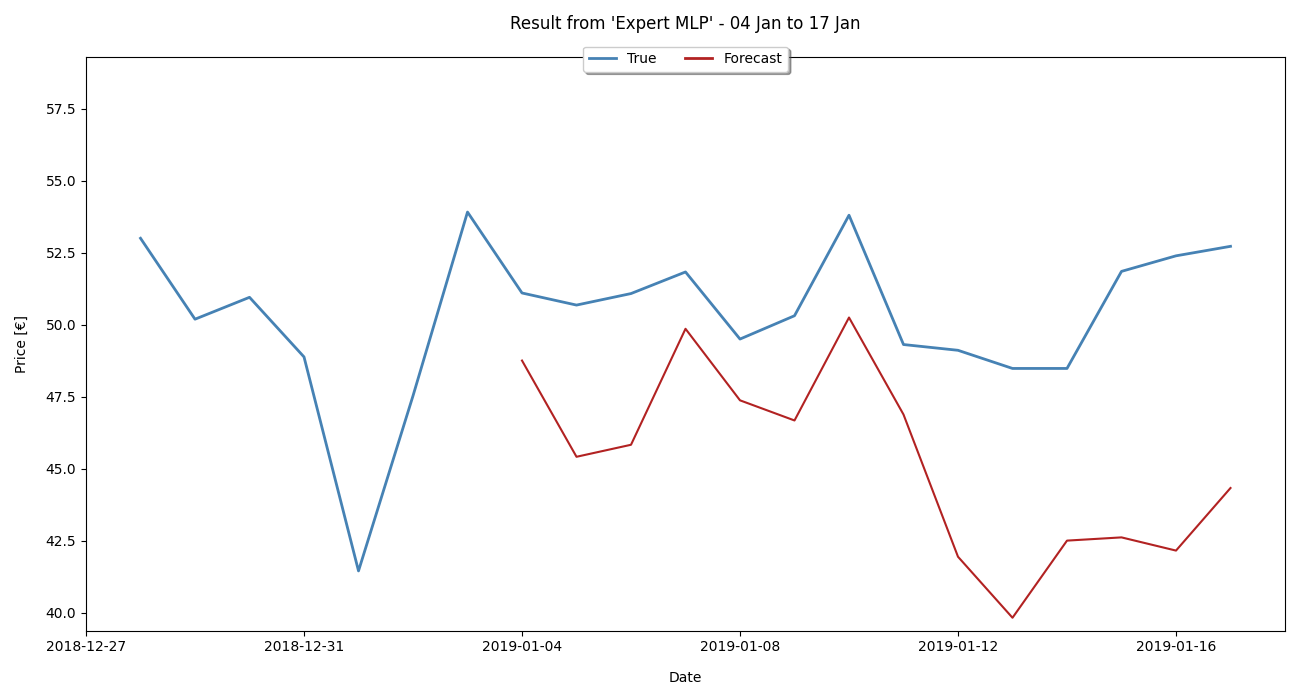 Result from 'Expert MLP' - 04 Jan to 17 Jan
True
Forecast
57.5
55.0
52.5
50.0
47.5
45.0
42.5
40.0
Price [€]
2018-12-27
2018-12-31
2019-01-04
2019-01-08
2019-01-12
2019-01-16
Date